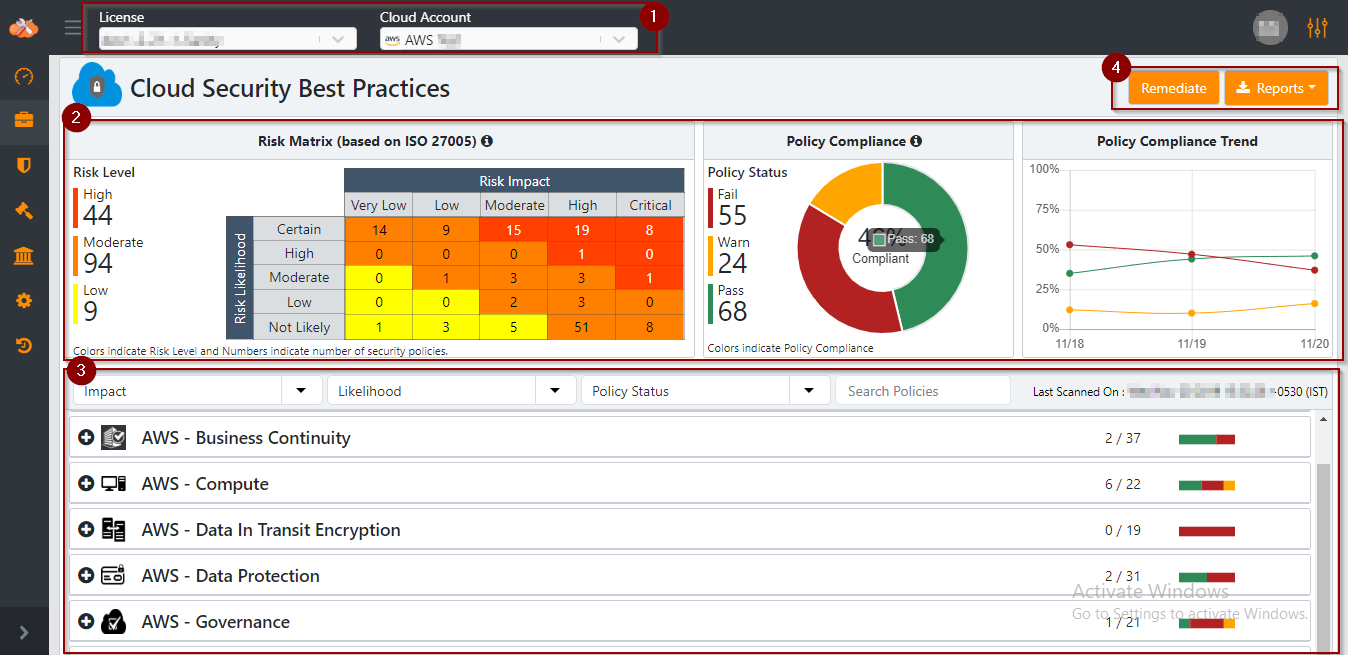 License
Cloud Account
1
aws AWS
4
Cloud Security Best Practices
Remediate
Reports
2
Risk Matrix (based on ISO 27005)
Policy Compliance
Policy Compliance Trend
Risk Level
High
44
Moderate
94
Low
9
Risk Impact
Very Low Low Moderate High Critical
Risk Likelihood
Certain 14 9 15 19 8
High 0 0 0 1 0
Moderate 0 1 3 3 1
Low 0 0 2 3 0
Not Likely 1 3 5 51 8
Colors indicate Risk Level and Numbers indicate number of security policies.
Policy Status
Fail
55
Warn
24
Pass
68
Pass: 68
Compliant
Colors indicate Policy Compliance
100%
75%
50%
25%
0%
11/18 11/19 11/20
3
Impact
Likelihood
Policy Status
Search Policies
Last Scanned On : -0530 (IST)
AWS - Business Continuity 2 / 37
AWS - Compute 6 / 22
AWS - Data In Transit Encryption 0 / 19
AWS - Data Protection 2 / 31
AWS - Governance 1 / 21
Activate Windows
Go to Settings to activate Windows.